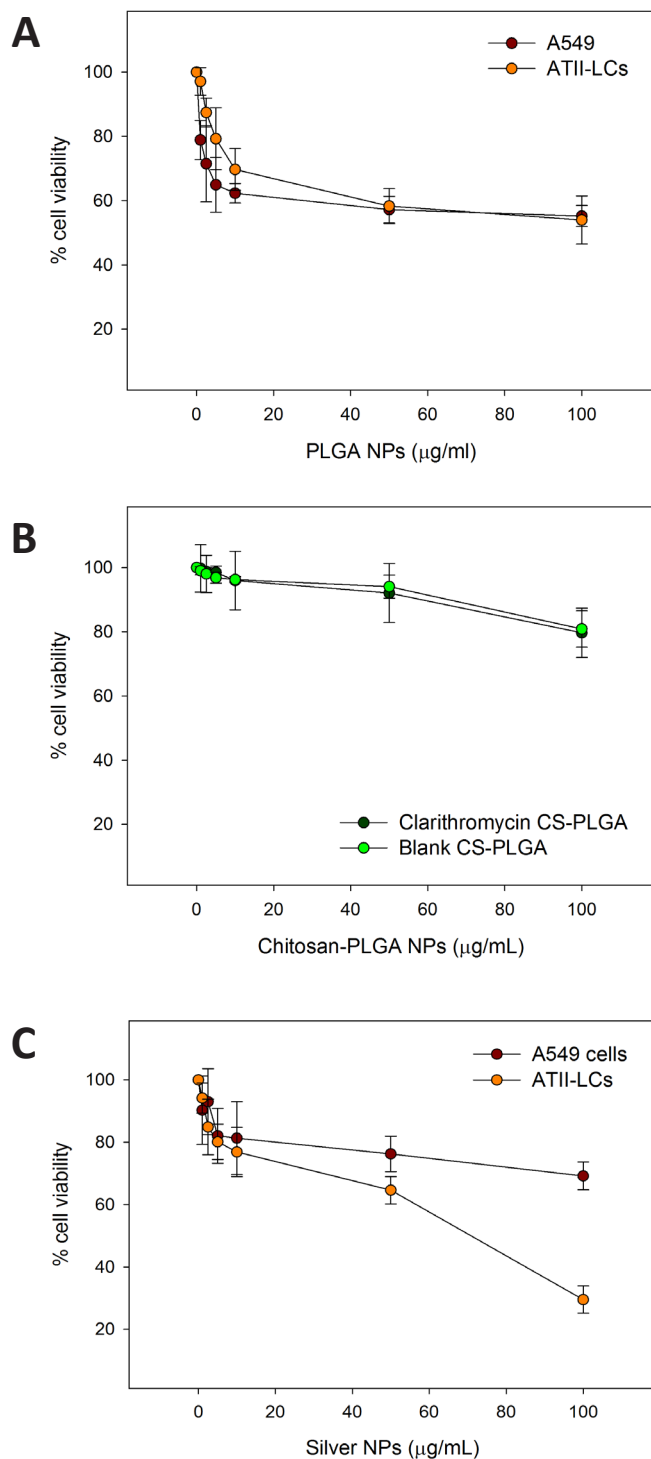 A
A549
ATII-LCs
100
80
60
40
20
% cell viability
0 20 40 60 80 100
PLGA NPs (μg/ml)
B
100
80
60
40
20
% cell viability
Clarithromycin CS-PLGA
Blank CS-PLGA
0 20 40 60 80 100
Chitosan-PLGA NPs (μg/mL)
C
A549 cells
ATII-LCs
100
80
60
40
20
% cell viability
0 20 40 60 80 100
Silver NPs (μg/mL)